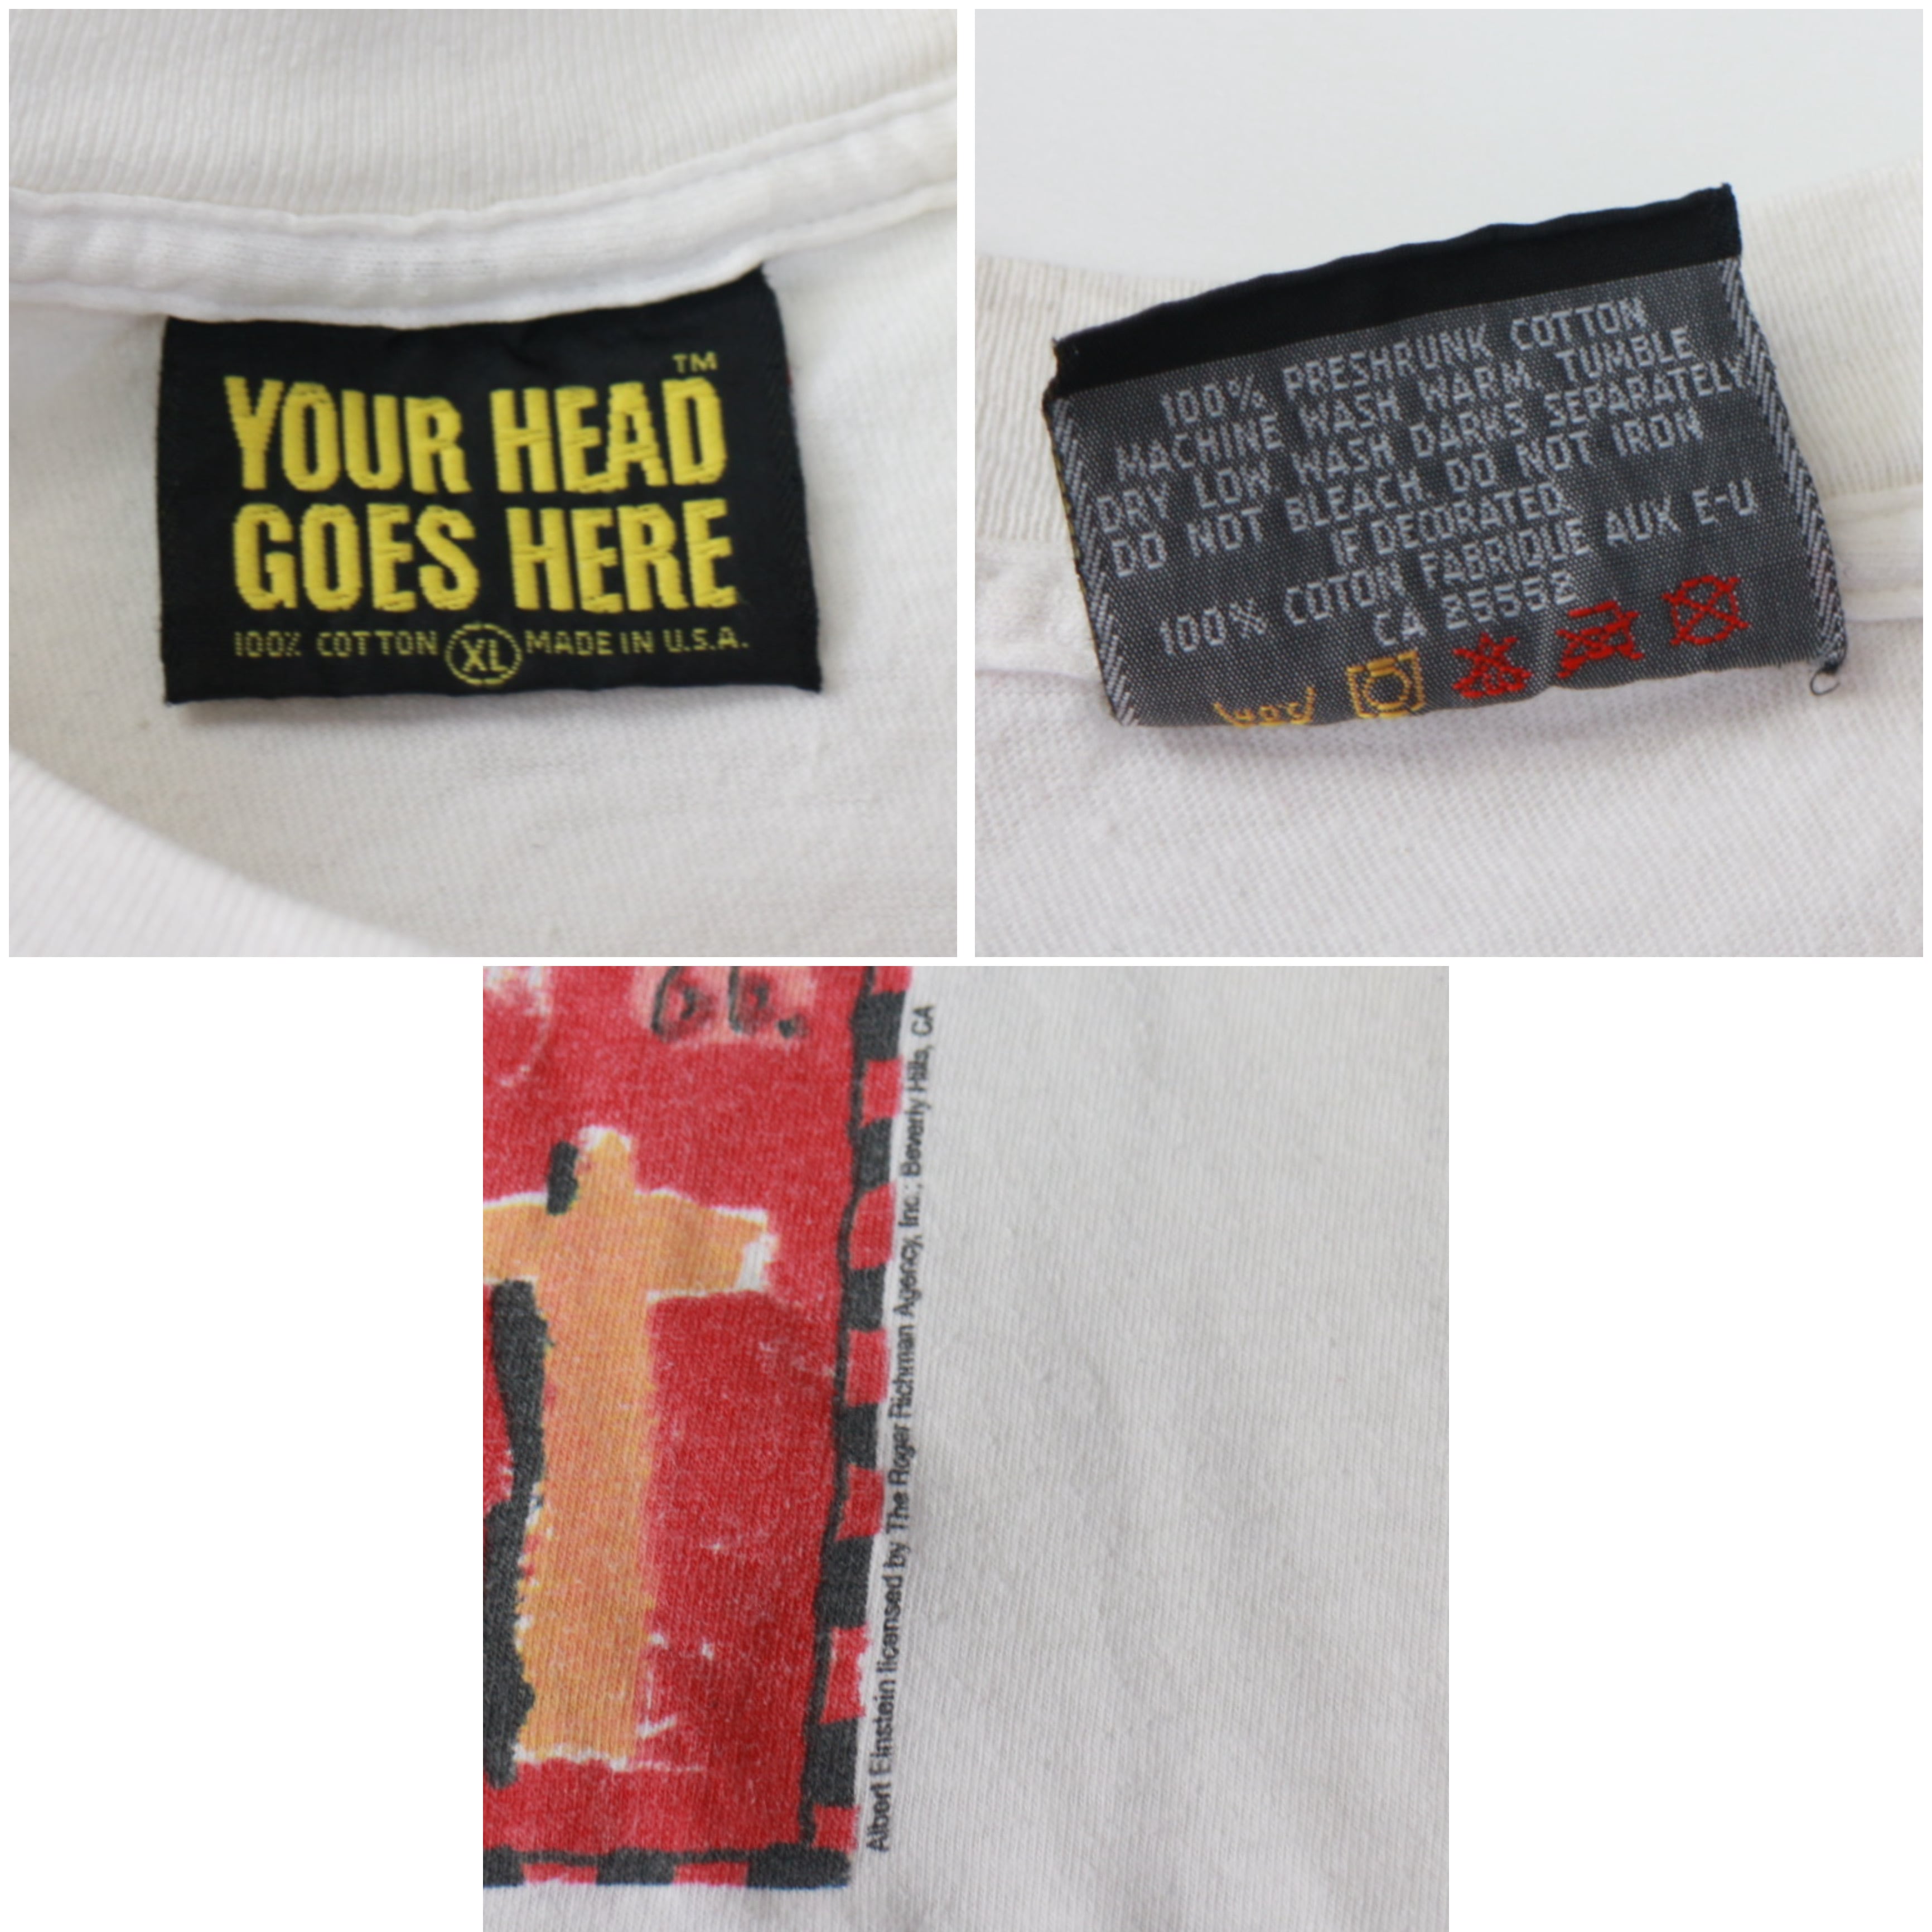 YOUR HEAD™
GOES HERE
100% COTTON XL MADE IN U.S.A.
100% PRESHRUNK COTTON
MACHINE WASH WARM. TUMBLE
DRY LOW. WASH DARKS SEPARATELY
DO NOT BLEACH. DO NOT IRON
IF DECORATED.
100% COTON FABRIQUE AUX E-U
CA 25552
Albert Einstein licensed by The Roger Richman Agency, Inc.; Beverly Hills, CA